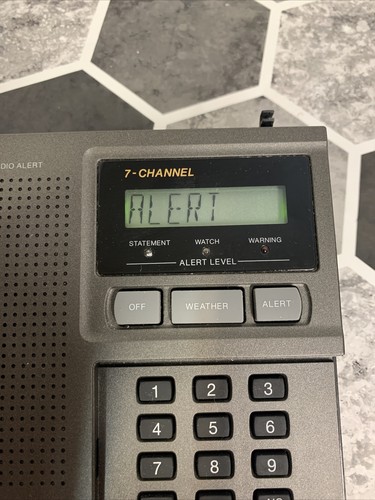 DIO ALERT
7-CHANNEL
ALERT
STATEMENT WATCH WARNING
ALERT LEVEL
OFF WEATHER ALERT
1 2 3
4 5 6
7 8 9